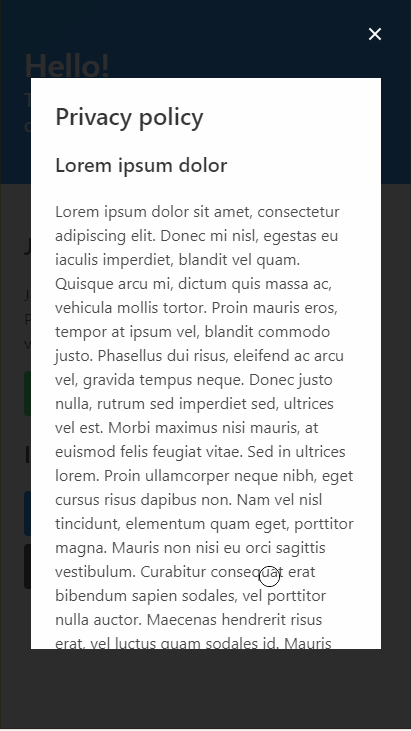 Hello!
Privacy policy
Lorem ipsum dolor
Lorem ipsum dolor sit amet, consectetur
adipiscing elit. Donec mi nisl, egestas eu
iaculis imperdiet, blandit vel quam.
Quisque arcu mi, dictum quis massa ac,
vehicula mollis tortor. Proin mauris eros,
tempor at ipsum vel, blandit commodo
justo. Phasellus dui risus, eleifend ac arcu
vel, gravida tempus neque. Donec justo
nulla, rutrum sed imperdiet sed, ultrices
vel est. Morbi maximus nisi mauris, at
euismod felis feugiat vitae. Sed in ultrices
lorem. Proin ullamcorper neque nibh, eget
cursus risus dapibus non. Nam vel nisl
tincidunt, elementum quam eget, porttitor
magna. Mauris non nisi eu orci sagittis
vestibulum. Curabitur consequat erat
bibendum sapien sodales, vel porttitor
nulla auctor. Maecenas hendrerit risus
erat, vel luctus quam sodales id. Mauris